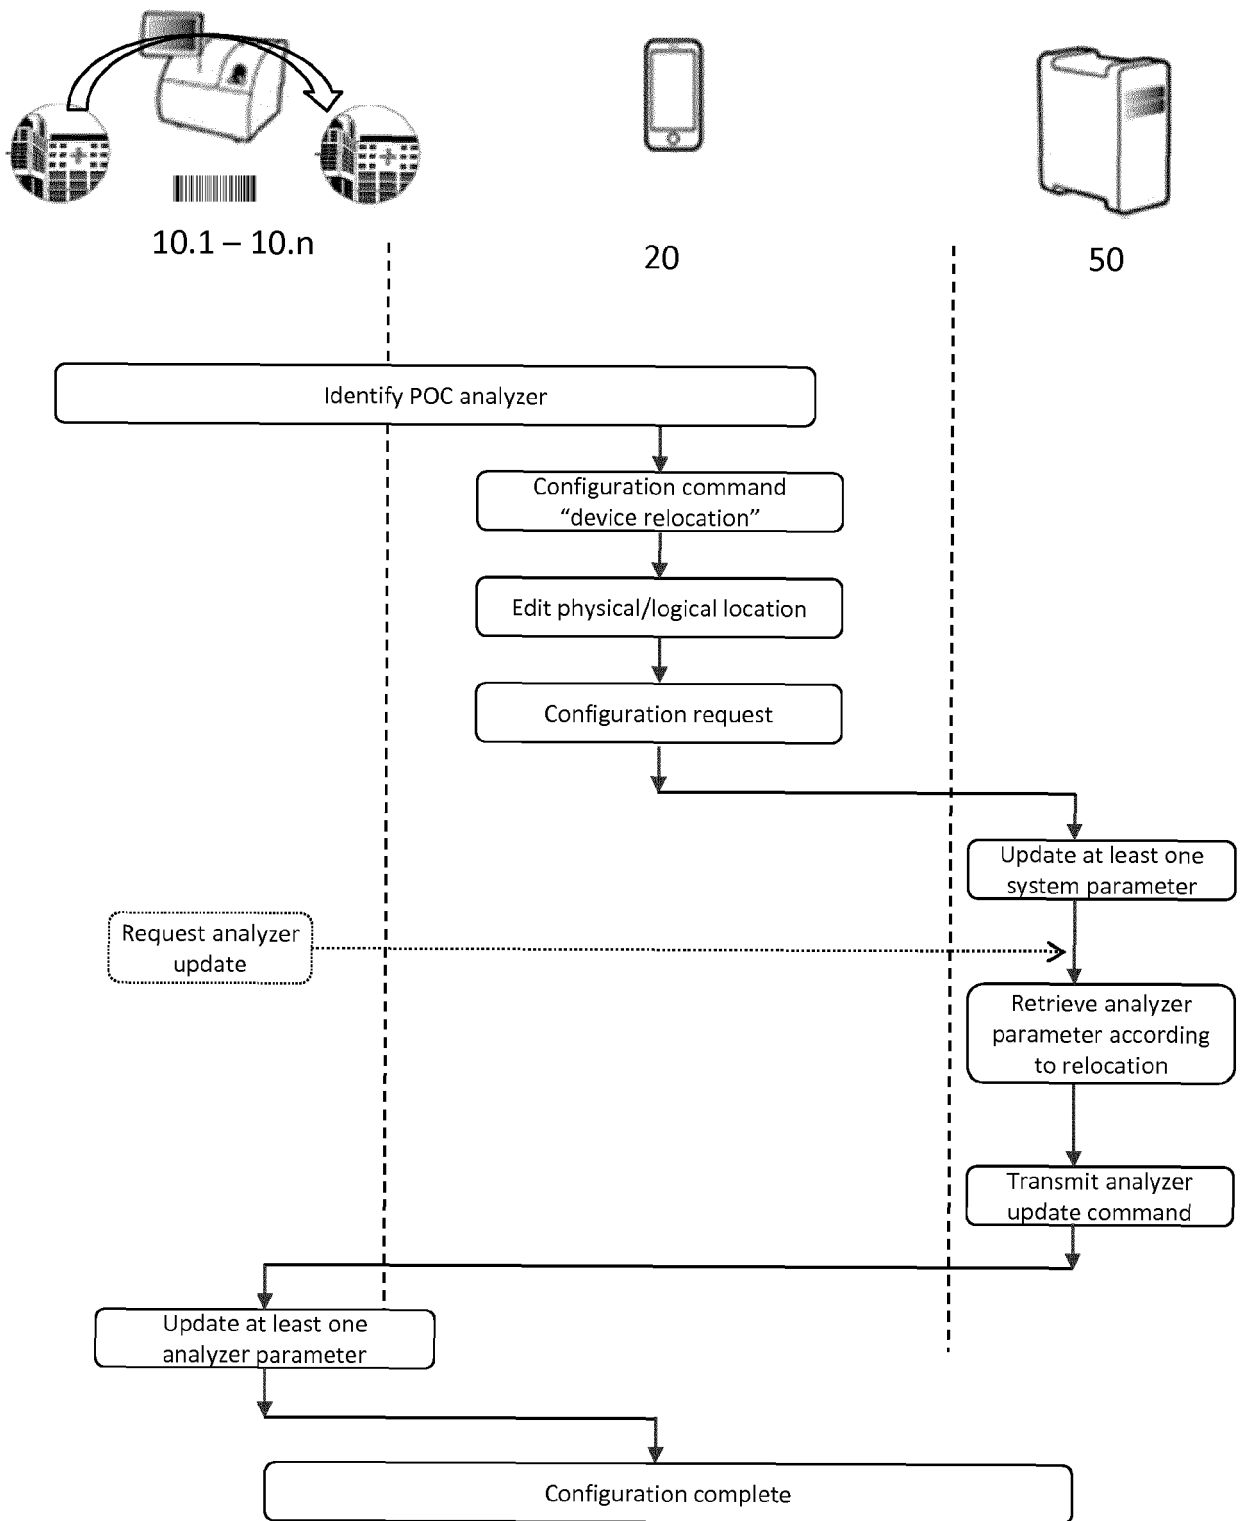 10.1 – 10.n
20
50
Identify POC analyzer
Configuration command
“device relocation”
Edit physical/logical location
Configuration request
Update at least one
system parameter
Request analyzer
update
Retrieve analyzer
parameter according
to relocation
Transmit analyzer
update command
Update at least one
analyzer parameter
Configuration complete